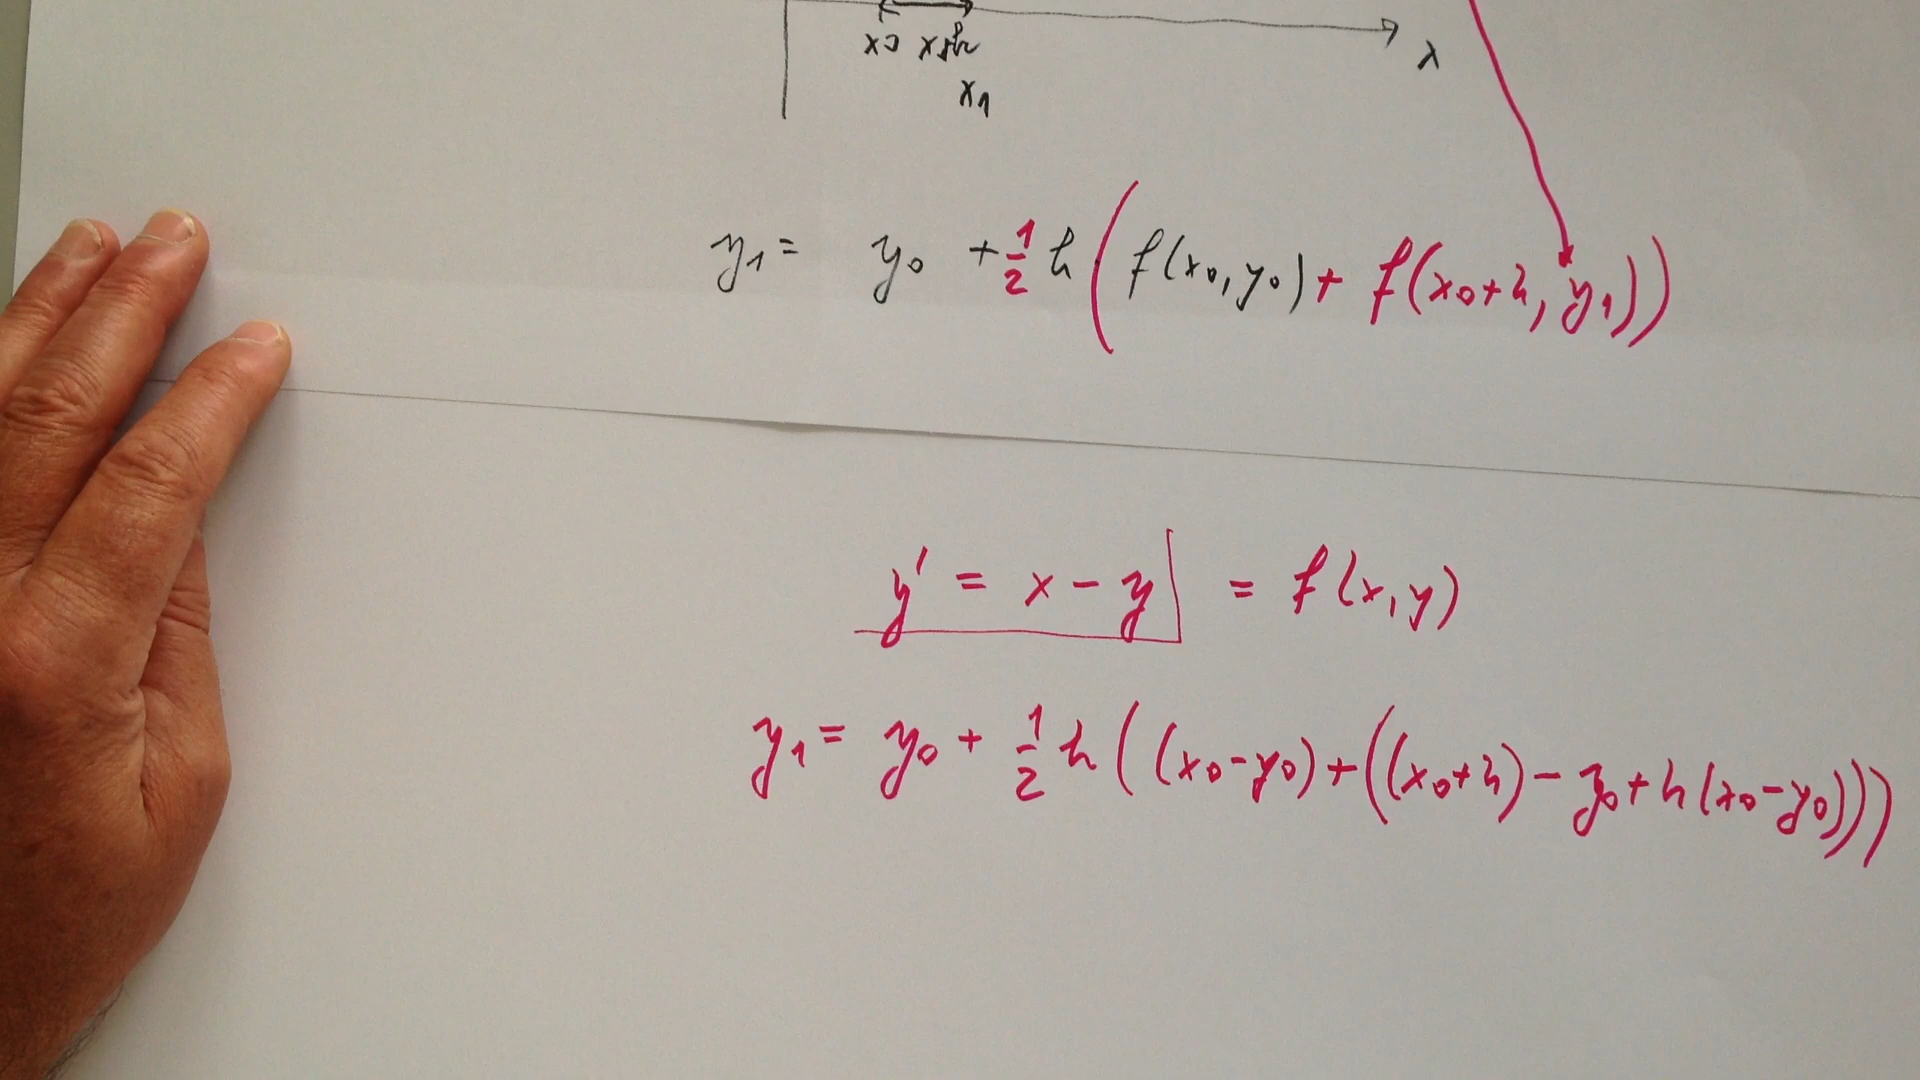 x0 x+h x
x1
y1 = y0 + 1/2 h ( f(x0, y0) + f(x0+h, y1) )
y' = x - y = f(x, y)
y1 = y0 + 1/2 h ( (x0-y0) + ( (x0+h) - y0 + h (x0-y0) ) )